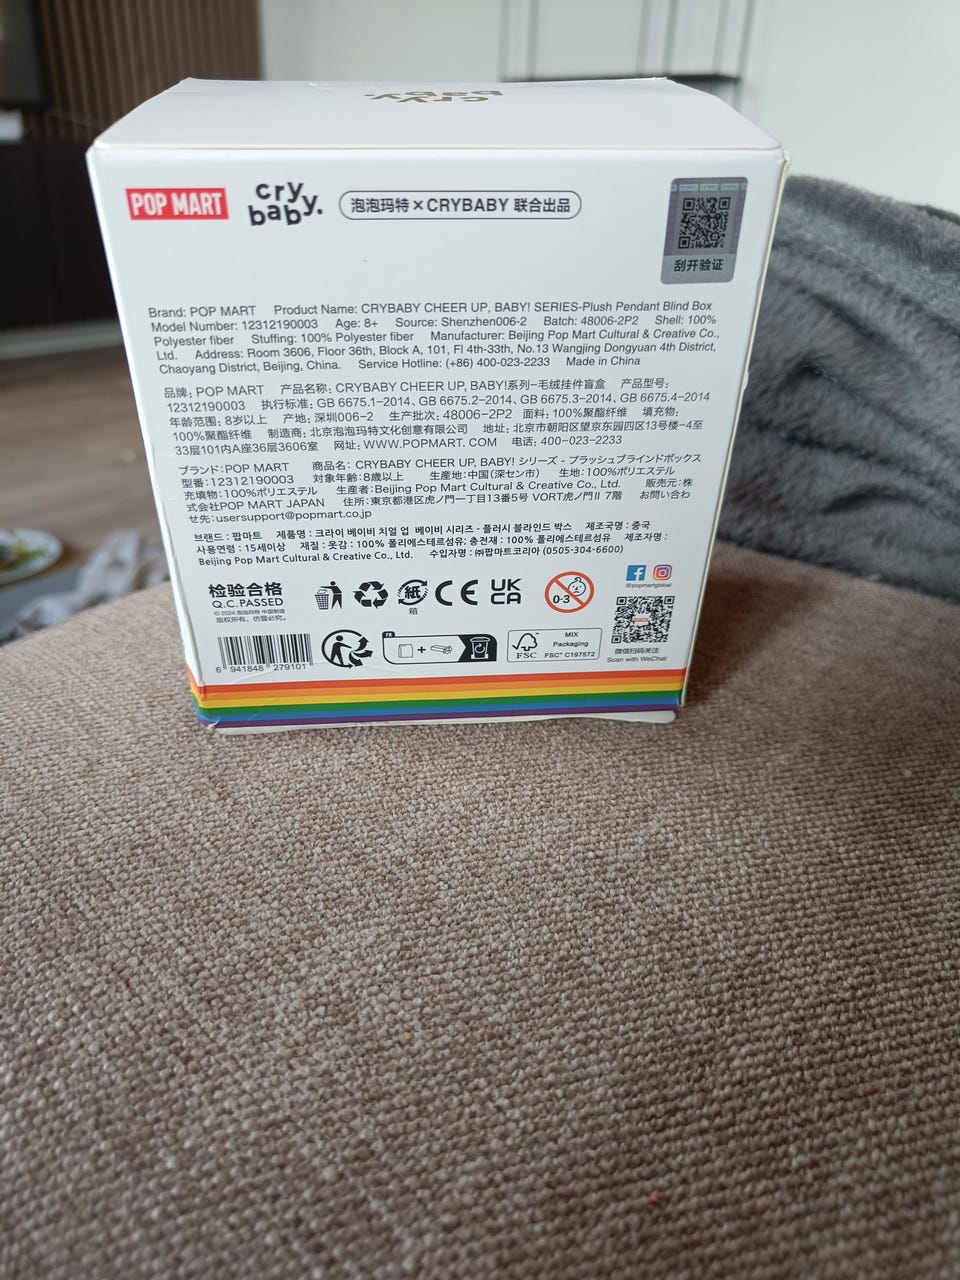 cry
baby.
POP MART
cry
baby.
泡泡玛特×CRYBABY 联合出品
刮开验证
Brand: POP MART Product Name: CRYBABY CHEER UP, BABY! SERIES-Plush Pendant Blind Box
Model Number: 12312190003 Age: 8+ Source: Shenzhen006-2 Batch: 48006-2P2 Shell: 100%
Polyester fiber Stuffing: 100% Polyester fiber Manufacturer: Beijing Pop Mart Cultural & Creative Co.,
Ltd. Address: Room 3606, Floor 36th, Block A, 101, Fl 4th-33th, No.13 Wangjing Dongyuan 4th District,
Chaoyang District, Beijing, China. Service Hotline: (+86) 400-023-2233 Made in China
品牌: POP MART 产品名称: CRYBABY CHEER UP, BABY!系列-毛绒挂件盲盒 产品型号:
12312190003 执行标准: GB 6675.1-2014、GB 6675.2-2014、GB 6675.3-2014、GB 6675.4-2014
年龄范围: 8岁以上 产地: 深圳006-2 生产批次: 48006-2P2 面料: 100%聚酯纤维 填充物:
100%聚酯纤维 制造商: 北京泡泡玛特文化创意有限公司 地址: 北京市朝阳区望京东园四区13号楼-4至
33层101内A座36层3606室 网址: WWW.POPMART. COM 电话: 400-023-2233
ブランド: POP MART 商品名: CRYBABY CHEER UP, BABY! シリーズ - プラッシュブラインドボックス
型番: 12312190003 対象年齢: 8歳以上 生産地: 中国(深セン市) 生地: 100%ポリエステル
充填物: 100%ポリエステル 生産者: Beijing Pop Mart Cultural & Creative Co., Ltd. 販売元: 株
式会社POP MART JAPAN 住所: 東京都港区虎ノ門一丁目13番5号 VORT虎ノ門II 7階 お問い合わ
せ先: usersupport@popmart.co.jp
브랜드 : 팝마트 제품명 : 크라이 베이비 치얼 업 베이비 시리즈 - 플러시 블라인드 박스 제조국명 : 중국
사용연령 : 15세이상 재질 : 옷감 : 100% 폴리에스테르섬유; 충전재 : 100% 폴리에스테르섬유 제조자명 :
Beijing Pop Mart Cultural & Creative Co., Ltd. 수입자명 : ㈜팝마트코리아 (0505-304-6600)
检验合格
Q.C.PASSED
© 2024 泡泡玛特 中国制造
版权所有，仿冒必究。
紙
箱
CE
UK
CA
0-3
@popmartglobal
6 941848 279101
FR
+
FSC
MIX
Packaging
FSC® C197572
微信扫码关注
Scan with WeChat